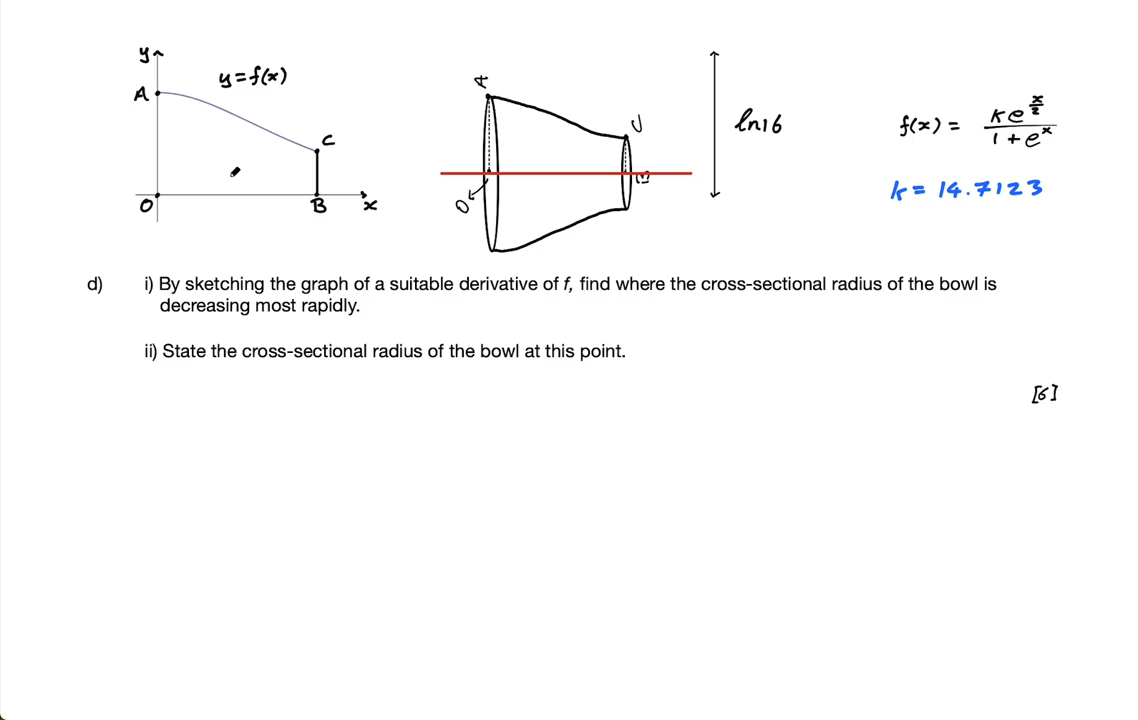 y
A
y=f(x)
C
O
B
x
A
C
O
B
ln16
f(x) = ke^(x/2) / 1 + e^x
k = 14.7123
d) i) By sketching the graph of a suitable derivative of f, find where the cross-sectional radius of the bowl is
decreasing most rapidly.
ii) State the cross-sectional radius of the bowl at this point.
[6]